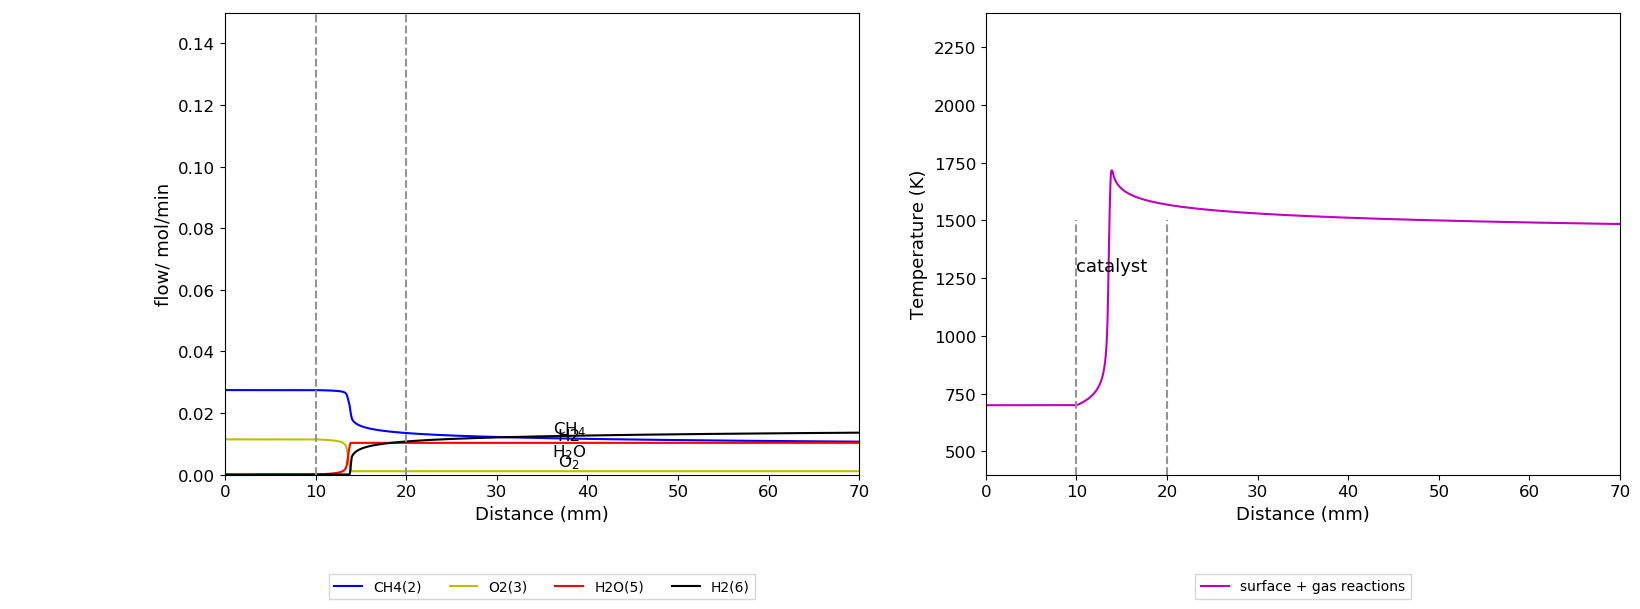 0.14
0.12
0.10
0.08
0.06
0.04
0.02
0.00
flow/ mol/min
0 10 20 30 40 50 60 70
Distance (mm)
CH4
H2
H2O
O2
CH4(2) O2(3) H2O(5) H2(6)
2250
2000
1750
1500
1250
1000
750
500
Temperature (K)
catalyst
0 10 20 30 40 50 60 70
Distance (mm)
surface + gas reactions